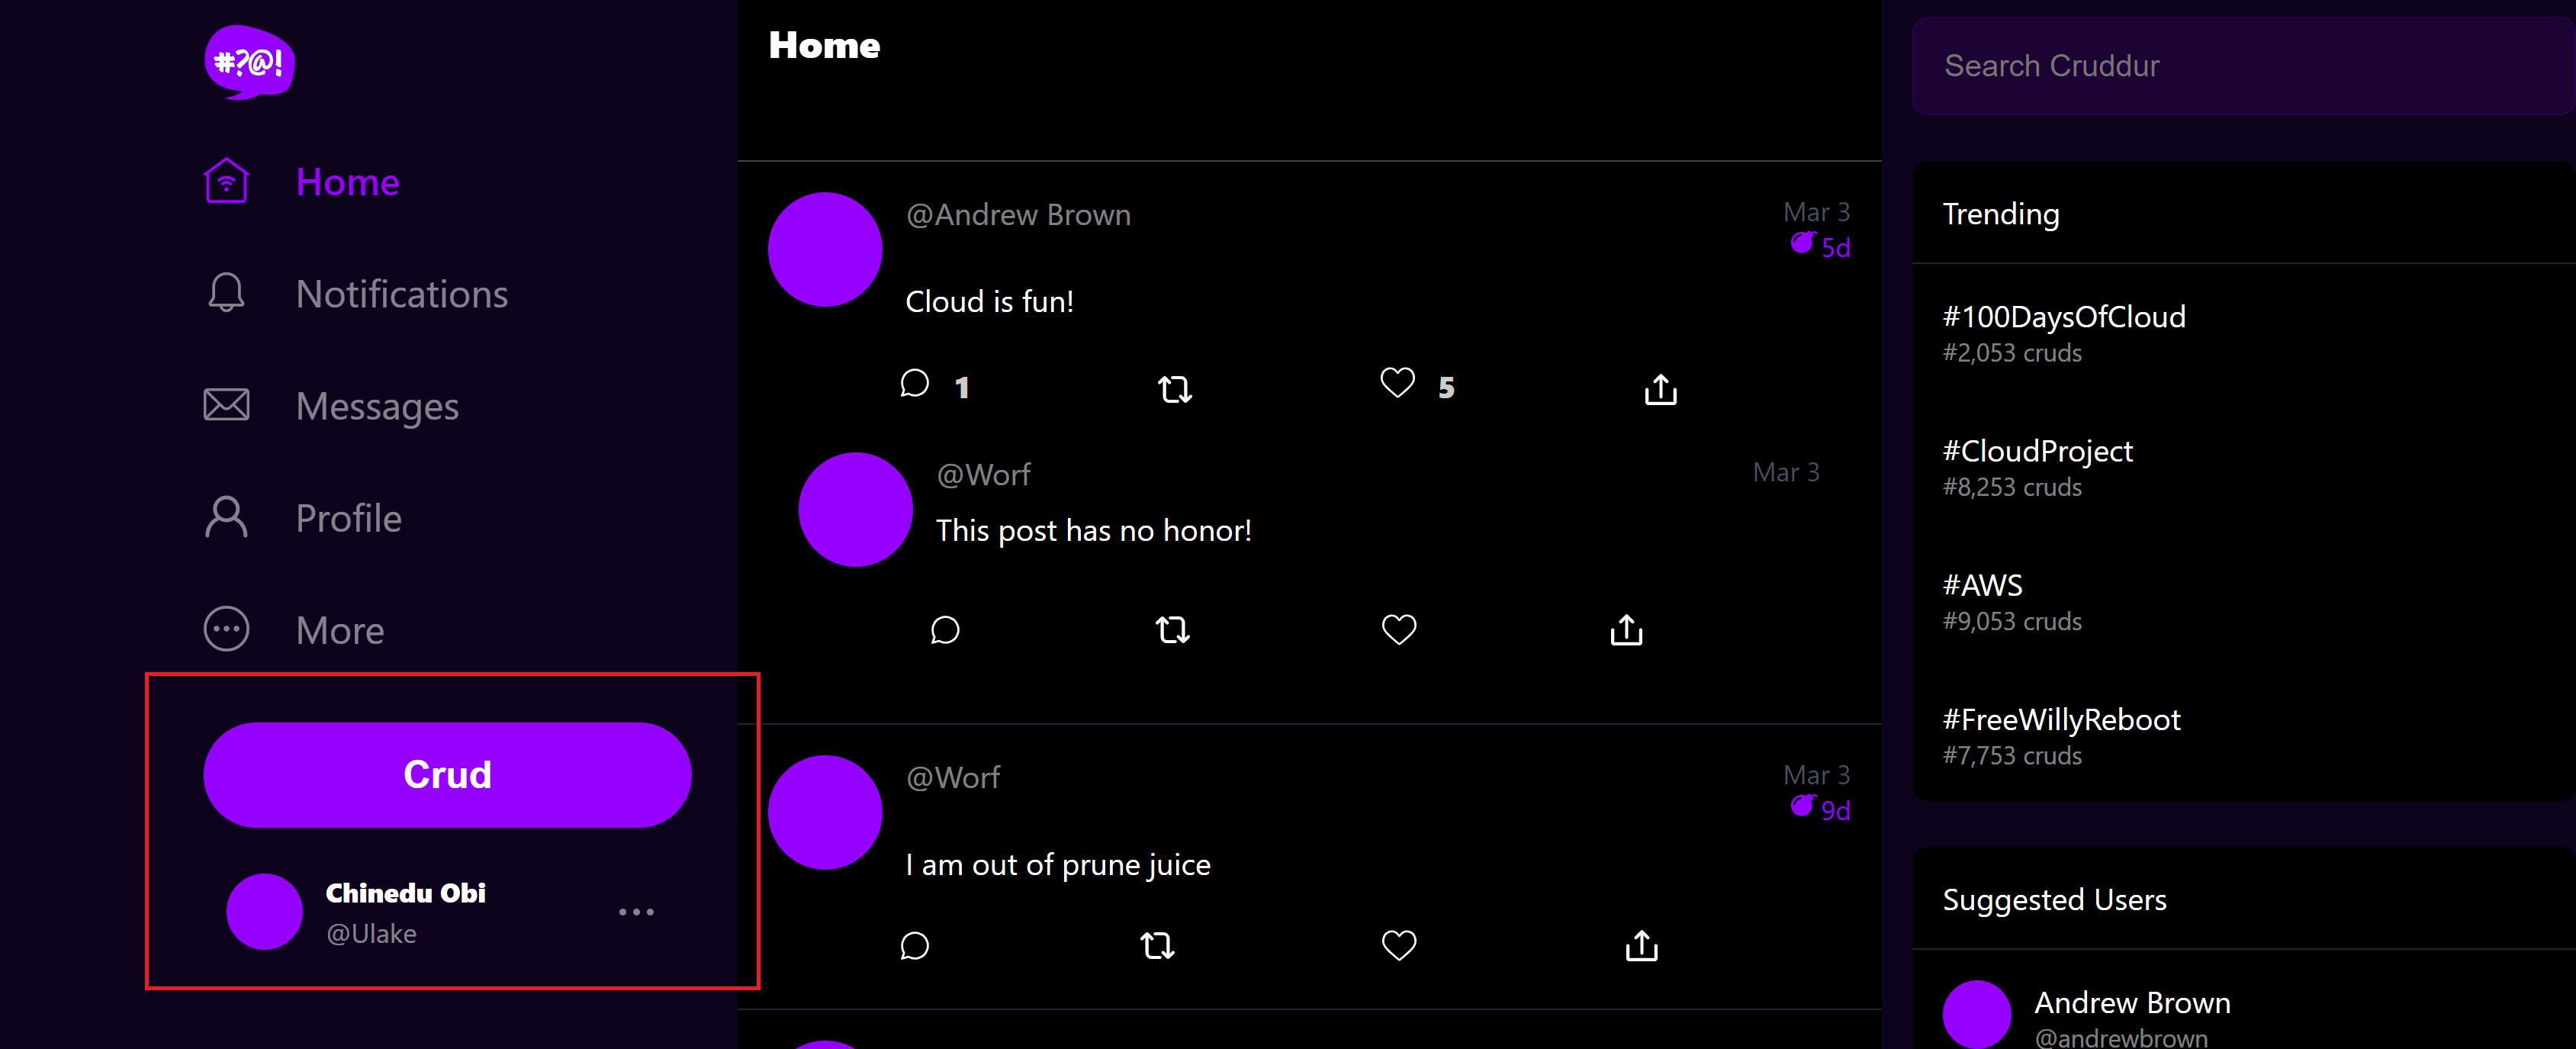 #?@!
Home
Notifications
Messages
Profile
More
Crud
Chinedu Obi
@Ulake
Home
@Andrew Brown
Mar 3
5d
Cloud is fun!
1
5
@Worf
Mar 3
This post has no honor!
@Worf
Mar 3
9d
I am out of prune juice
Search Cruddur
Trending
#100DaysOfCloud
#2,053 cruds
#CloudProject
#8,253 cruds
#AWS
#9,053 cruds
#FreeWillyReboot
#7,753 cruds
Suggested Users
Andrew Brown
@andrewbrown